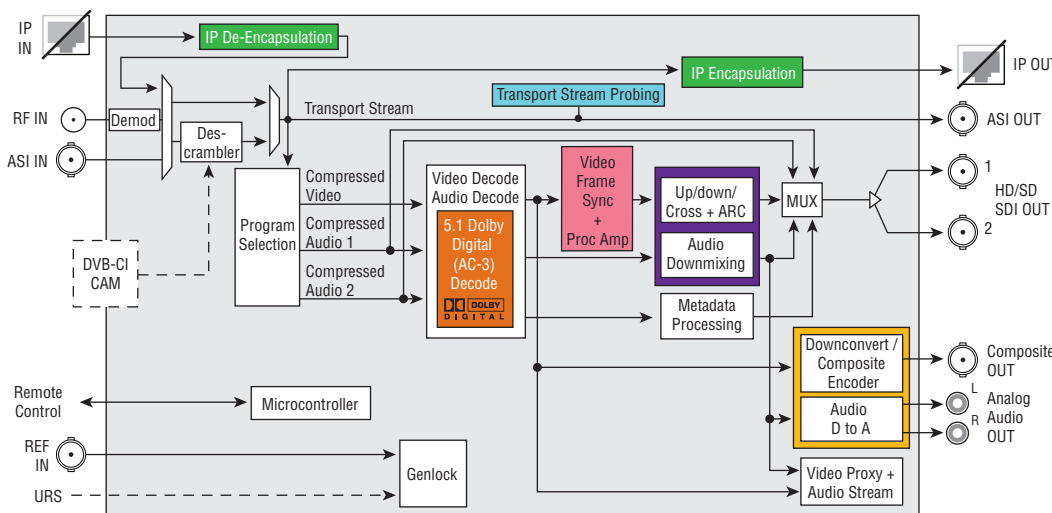 IP
IN
IP De-Encapsulation
IP Encapsulation
IP OUT
Transport Stream Probing
RF IN
Demod
Transport Stream
ASI OUT
Des-
crambler
ASI IN
Compressed
Video
Program
Selection
Compressed
Audio 1
Compressed
Audio 2
Video Decode
Audio Decode
5.1 Dolby
Digital
(AC-3)
Decode
DOLBY
DIGITAL
Video
Frame
Sync
+
Proc Amp
Up/down/
Cross + ARC
Audio
Downmixing
MUX
1
HD/SD
SDI OUT
2
DVB-CI
CAM
Metadata
Processing
Downconvert /
Composite
Encoder
Composite
OUT
Audio
D to A
L
R
Analog
Audio
OUT
Remote
Control
Microcontroller
REF
IN
Genlock
URS
Video Proxy +
Audio Stream